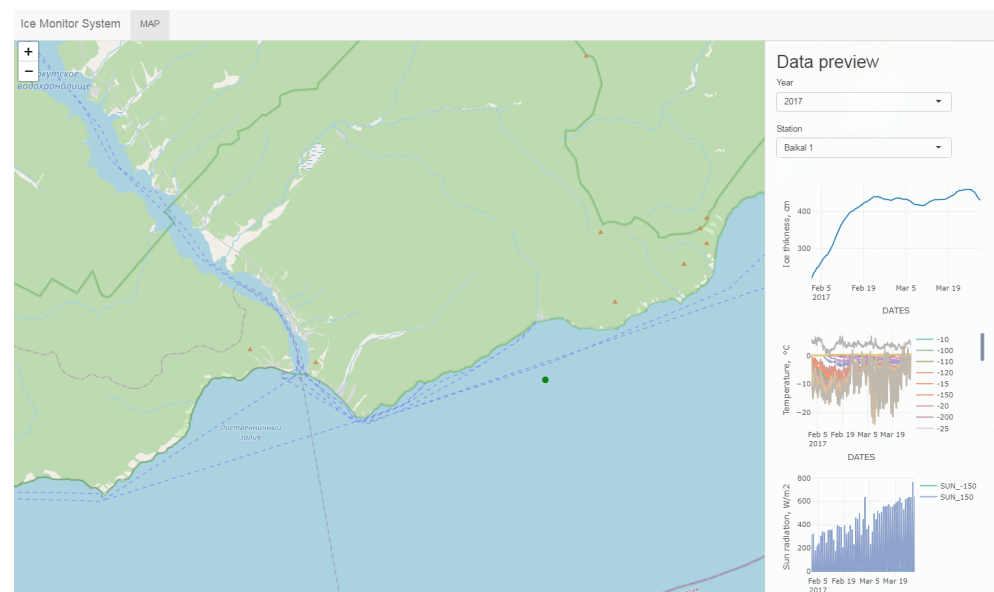 Ice Monitor System MAP
+
−
водохранилище
Лиственничный
залив
Data preview
Year
2017
Station
Baikal 1
Ice thikness, cm
400
300
Feb 5 Feb 19 Mar 5 Mar 19
2017
DATES
Temperature, °C
0
−10
−20
Feb 5 Feb 19 Mar 5 Mar 19
2017
DATES
-10
-100
-110
-120
-15
-150
-20
-200
-25
Sun radiation, W/m2
800
600
400
200
0
Feb 5 Feb 19 Mar 5 Mar 19
2017
SUN_-150
SUN_150